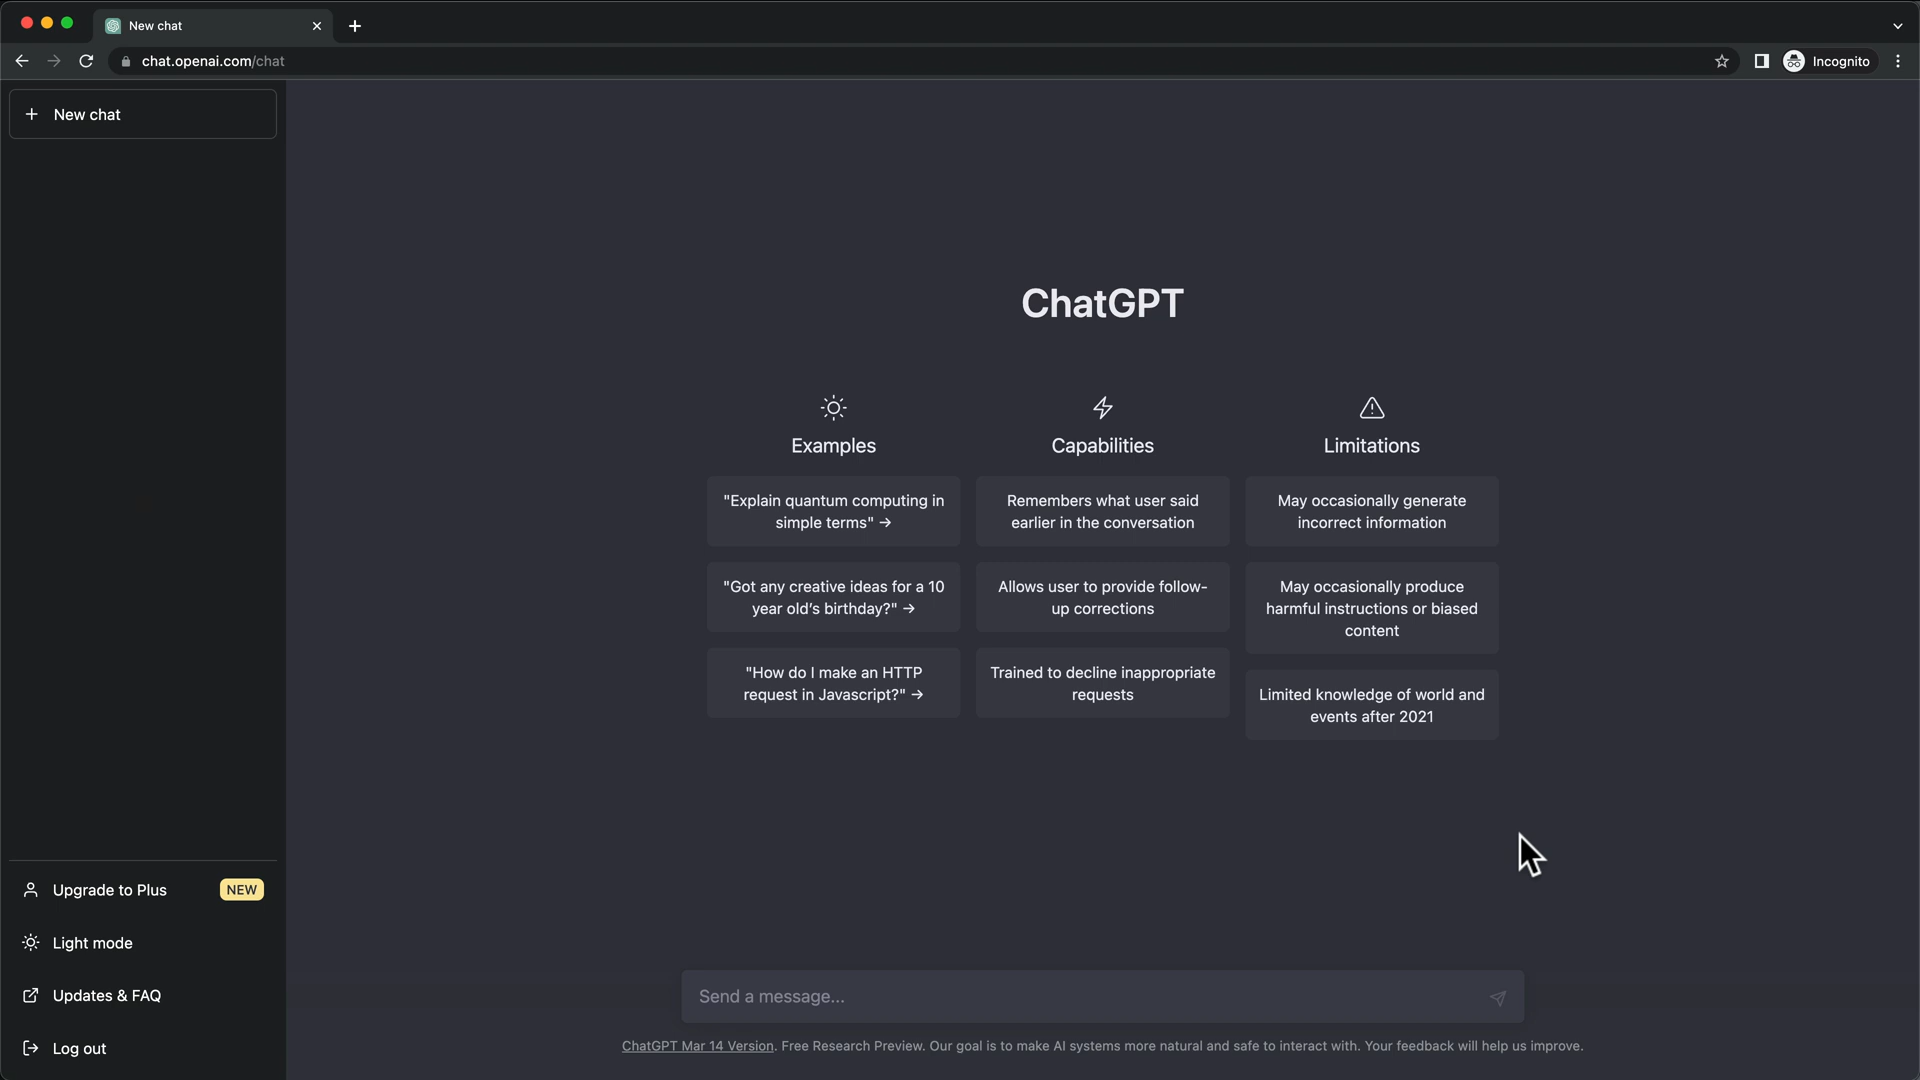 New chat
chat.openai.com/chat
Incognito
New chat
ChatGPT
Examples
"Explain quantum computing in
simple terms" →
"Got any creative ideas for a 10
year old's birthday?" →
"How do I make an HTTP
request in Javascript?" →
Capabilities
Remembers what user said
earlier in the conversation
Allows user to provide follow-
up corrections
Trained to decline inappropriate
requests
Limitations
May occasionally generate
incorrect information
May occasionally produce
harmful instructions or biased
content
Limited knowledge of world and
events after 2021
Upgrade to Plus NEW
Light mode
Updates & FAQ
Log out
Send a message...
ChatGPT Mar 14 Version. Free Research Preview. Our goal is to make AI systems more natural and safe to interact with. Your feedback will help us improve.